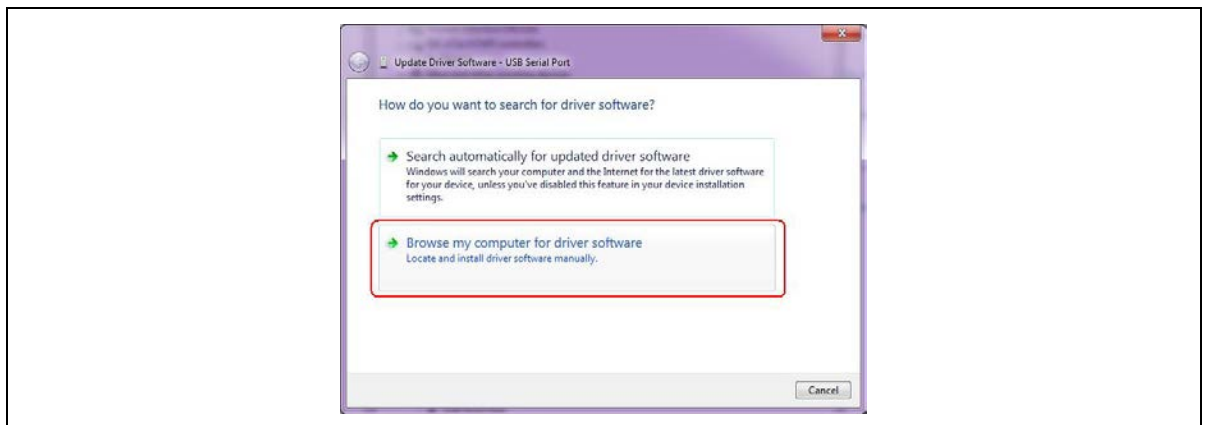 Update Driver Software - USB Serial Port
How do you want to search for driver software?
Search automatically for updated driver software
Windows will search your computer and the Internet for the latest driver software
for your device, unless you've disabled this feature in your device installation
settings.
Browse my computer for driver software
Locate and install driver software manually.
Cancel